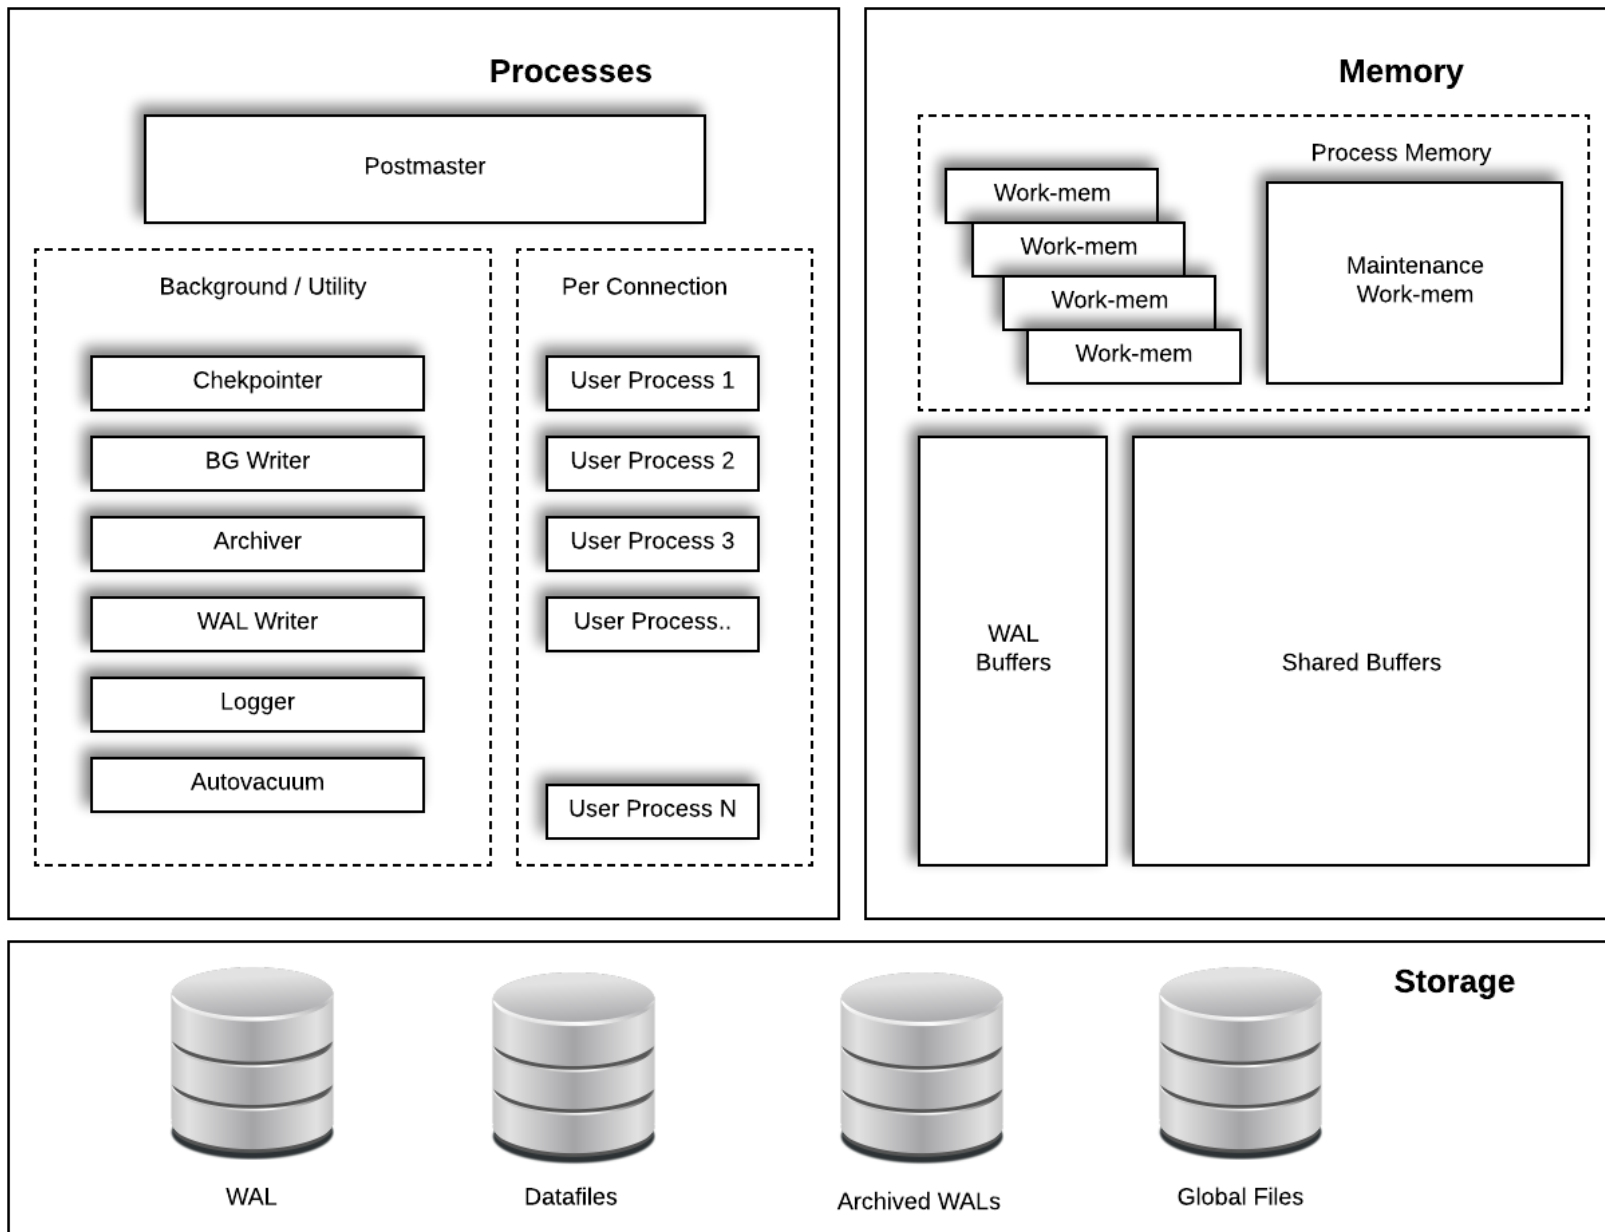 Processes
Postmaster
Background / Utility
Chekpointer
BG Writer
Archiver
WAL Writer
Logger
Autovacuum
Per Connection
User Process 1
User Process 2
User Process 3
User Process..
User Process N
Memory
Process Memory
Work-mem
Work-mem
Work-mem
Work-mem
Maintenance
Work-mem
WAL
Buffers
Shared Buffers
Storage
WAL
Datafiles
Archived WALs
Global Files